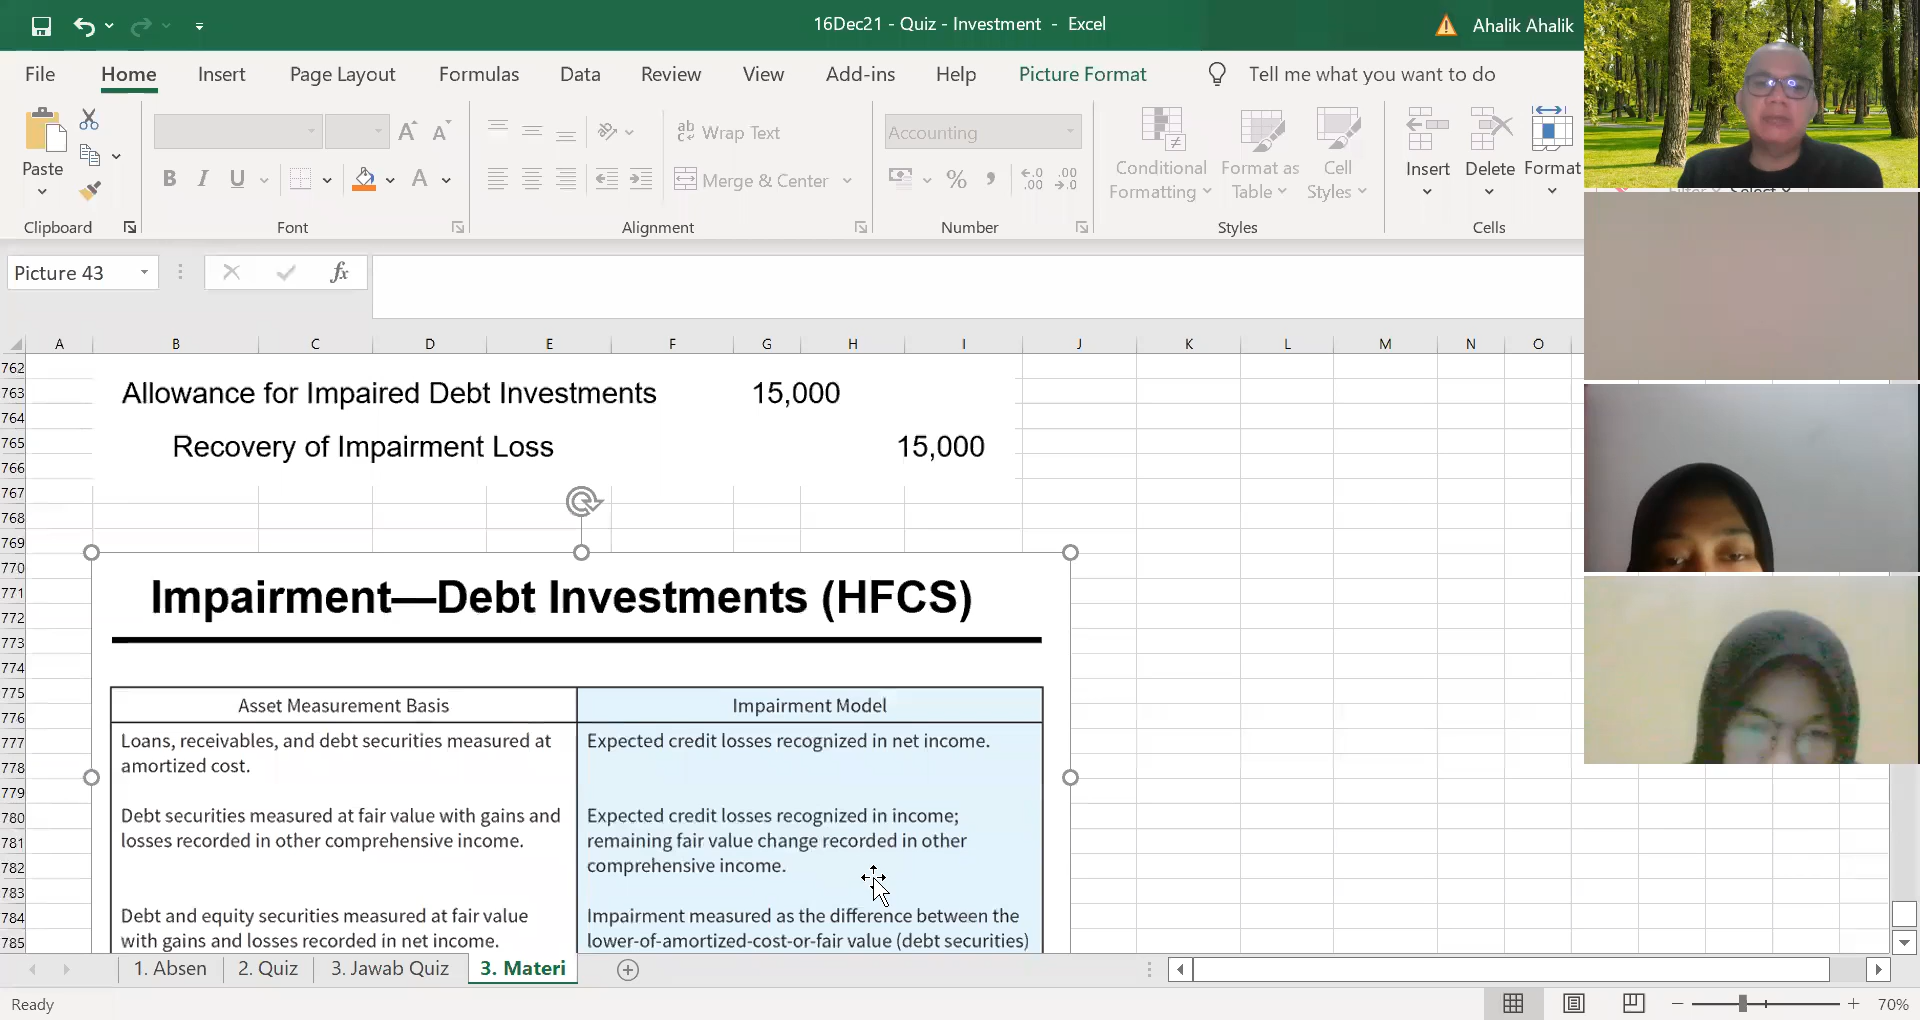 16Dec21 - Quiz - Investment - Excel
Ahalik Ahalik
File Home Insert Page Layout Formulas Data Review View Add-ins Help Picture Format Tell me what you want to do
Paste
Clipboard
B I U A
Font
ab Wrap Text
Merge & Center
Alignment
Accounting
% 9 .00 .00
Number
Conditional Formatting
Format as Table
Cell Styles
Styles
Insert Delete Format
Cells
Picture 43
fx
A B C D E F G H I J K L M N O
762
763
764
765
766
767
768
769
770
771
772
773
774
775
776
777
778
779
780
781
782
783
784
785
Allowance for Impaired Debt Investments 15,000
Recovery of Impairment Loss 15,000
Impairment—Debt Investments (HFCS)
Asset Measurement Basis
Impairment Model
Loans, receivables, and debt securities measured at
amortized cost.
Expected credit losses recognized in net income.
Debt securities measured at fair value with gains and
losses recorded in other comprehensive income.
Expected credit losses recognized in income;
remaining fair value change recorded in other
comprehensive income.
Debt and equity securities measured at fair value
with gains and losses recorded in net income.
Impairment measured as the difference between the
lower-of-amortized-cost-or-fair value (debt securities)
1. Absen 2. Quiz 3. Jawab Quiz 3. Materi
Ready
70%